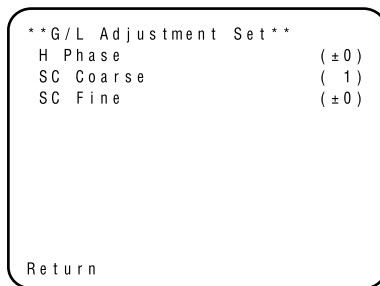 **G/L Adjustment Set**
H Phase (±0)
SC Coarse ( 1)
SC Fine (±0)
Return